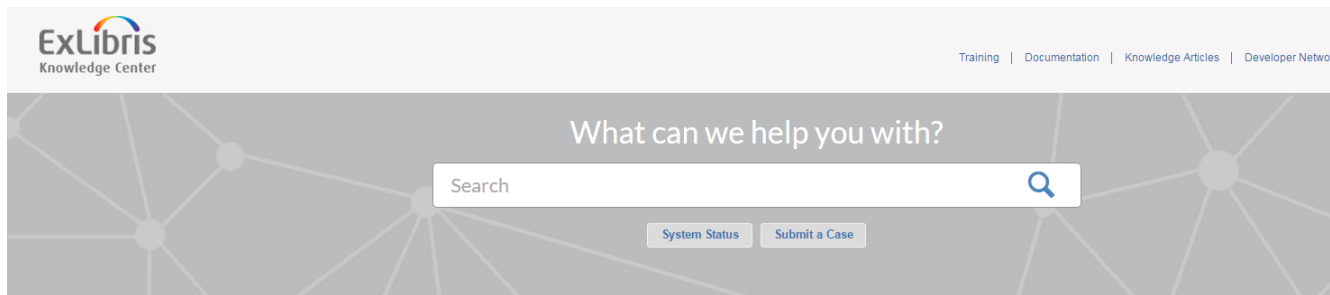 ExLibris
Knowledge Center
Training | Documentation | Knowledge Articles | Developer Netwo
What can we help you with?
Search
System Status Submit a Case